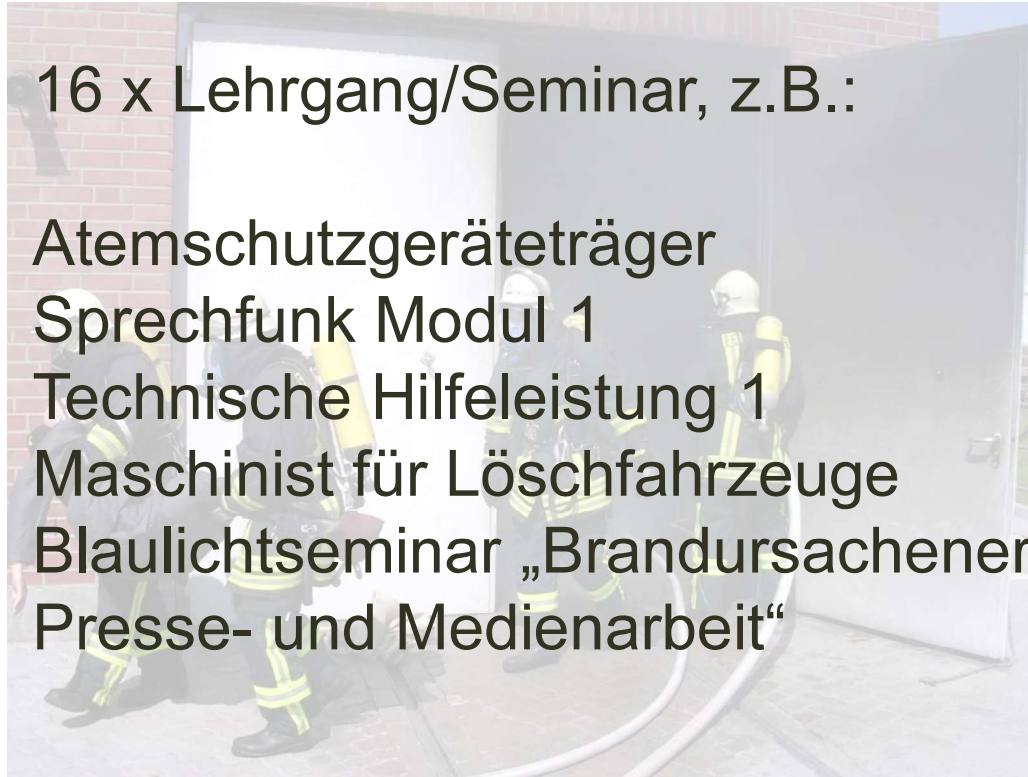 16 x Lehrgang/Seminar, z.B.:
Atemschutzgeräteträger
Sprechfunk Modul 1
Technische Hilfeleistung 1
Maschinist für Löschfahrzeuge
Blaulichtseminar „Brandursachener
Presse- und Medienarbeit“